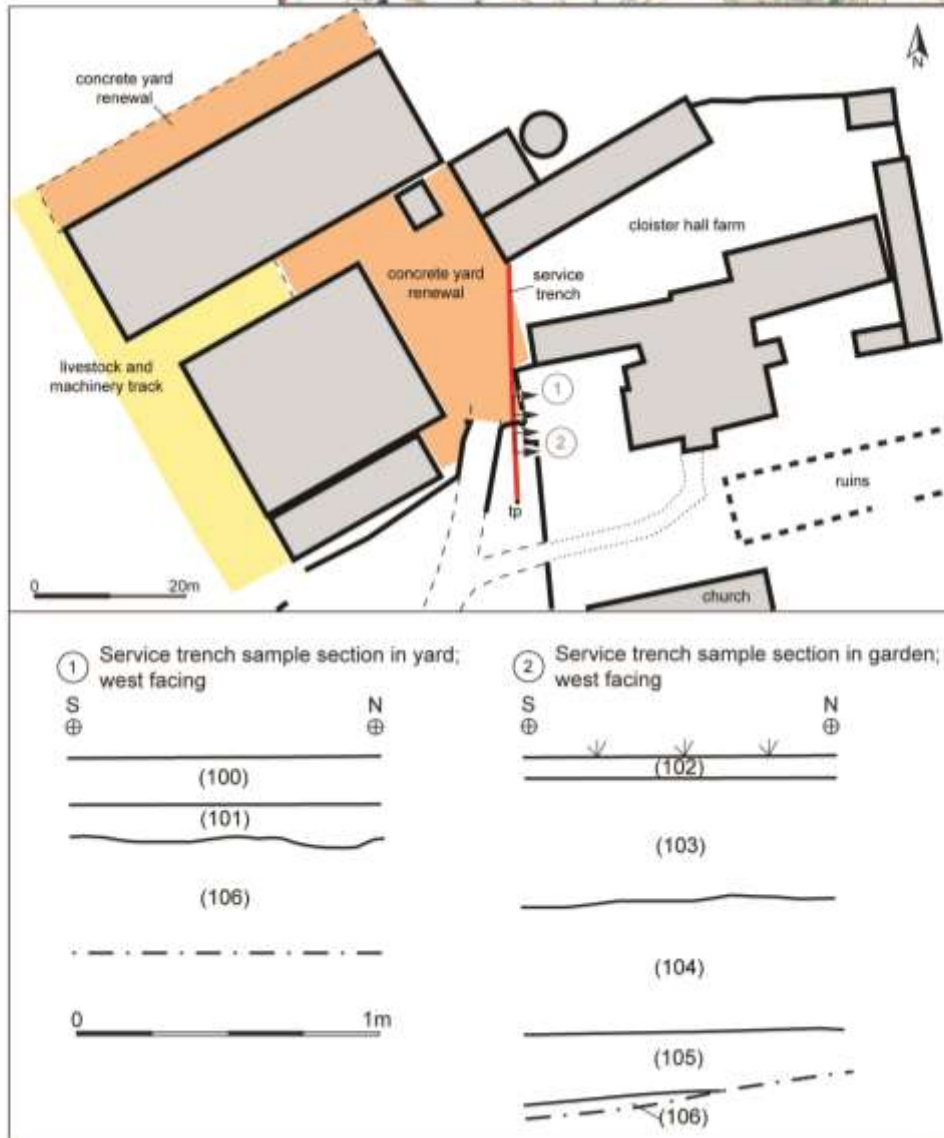 N
concrete yard
renewal
cloister hall farm
concrete yard
renewal
service
trench
livestock and
machinery track
1
2
ruins
tp
0
20m
church
1 Service trench sample section in yard;
west facing
S
N
(100)
(101)
(106)
0
1m
2 Service trench sample section in garden;
west facing
S
N
(102)
(103)
(104)
(105)
(106)